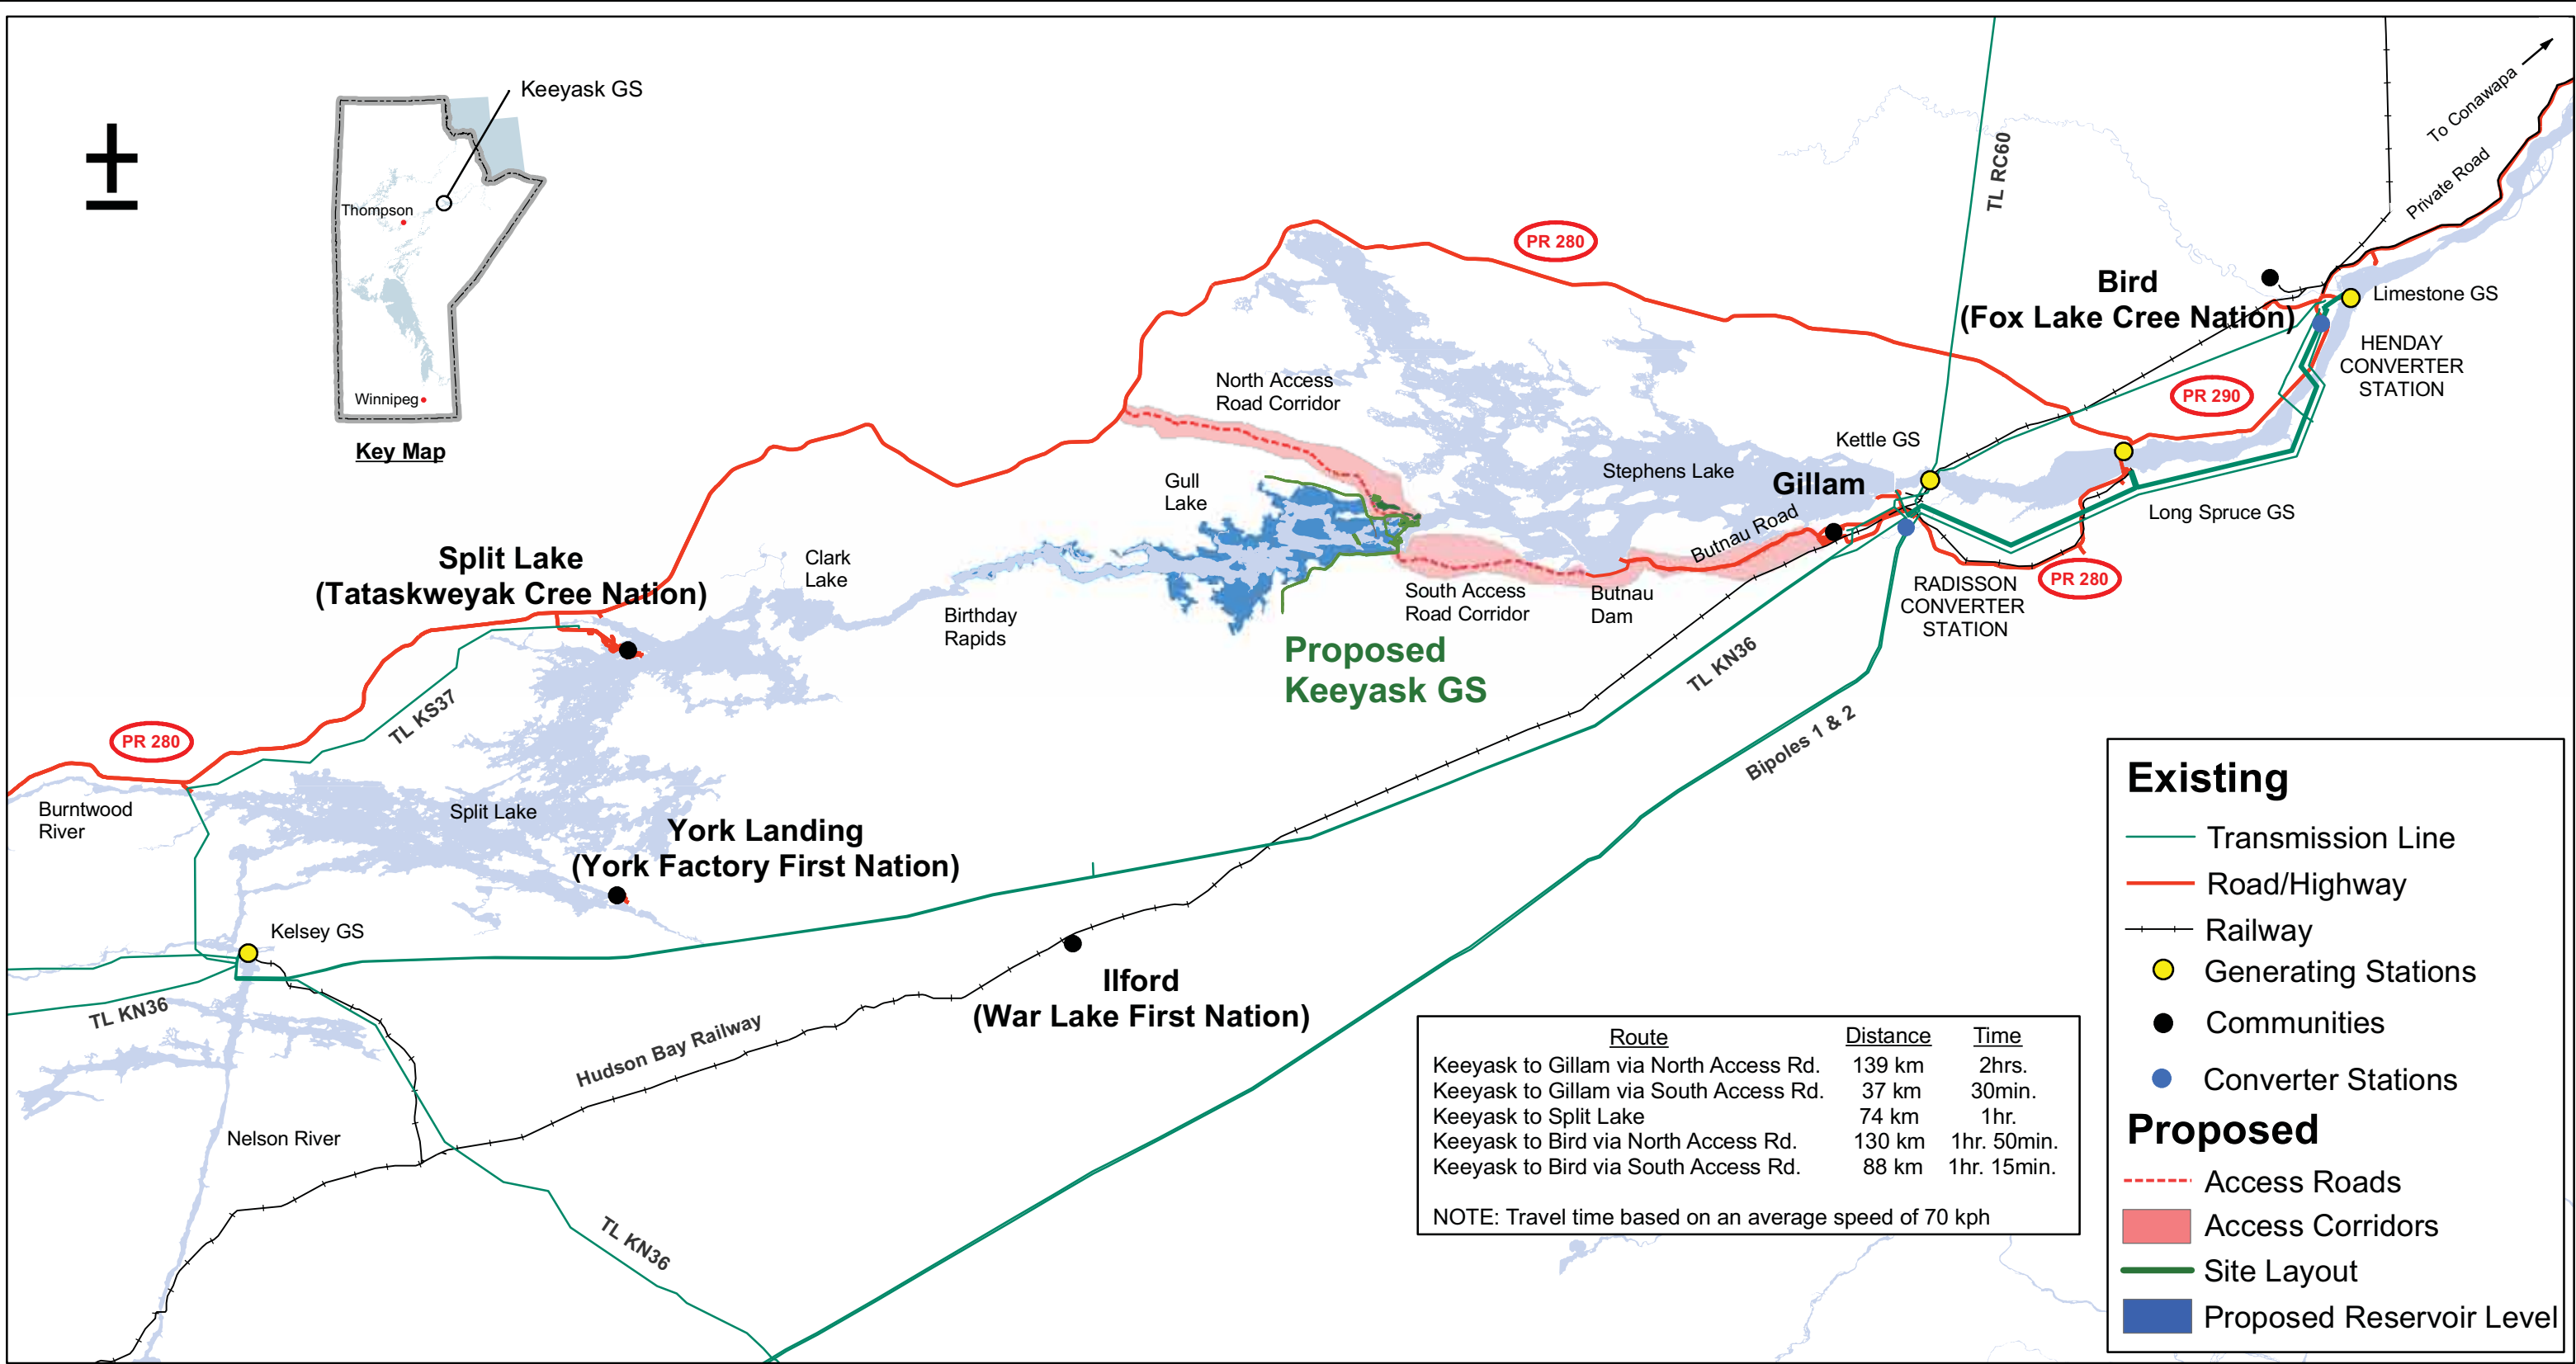 Keeyask GS
Thompson
Winnipeg
Key Map
±
PR 280
TL RC60
To Conawapa
Private Road
Bird
(Fox Lake Cree Nation)
Limestone GS
HENDAY
CONVERTER
STATION
PR 290
North Access
Road Corridor
Kettle GS
Stephens Lake
Gillam
Gull
Lake
Butnau Road
Long Spruce GS
Split Lake
(Tataskweyak Cree Nation)
Clark
Lake
Birthday
Rapids
South Access
Road Corridor
Butnau
Dam
RADISSON
CONVERTER
STATION
PR 280
Proposed
Keeyask GS
TL KN36
TL KS37
PR 280
Bipoles 1 & 2
Burntwood
River
Split Lake
York Landing
(York Factory First Nation)
Kelsey GS
TL KN36
Ilford
(War Lake First Nation)
Hudson Bay Railway
Nelson River
TL KN36
Route Distance Time
Keeyask to Gillam via North Access Rd. 139 km 2hrs.
Keeyask to Gillam via South Access Rd. 37 km 30min.
Keeyask to Split Lake 74 km 1hr.
Keeyask to Bird via North Access Rd. 130 km 1hr. 50min.
Keeyask to Bird via South Access Rd. 88 km 1hr. 15min.
NOTE: Travel time based on an average speed of 70 kph
Existing
Transmission Line
Road/Highway
Railway
Generating Stations
Communities
Converter Stations
Proposed
Access Roads
Access Corridors
Site Layout
Proposed Reservoir Level